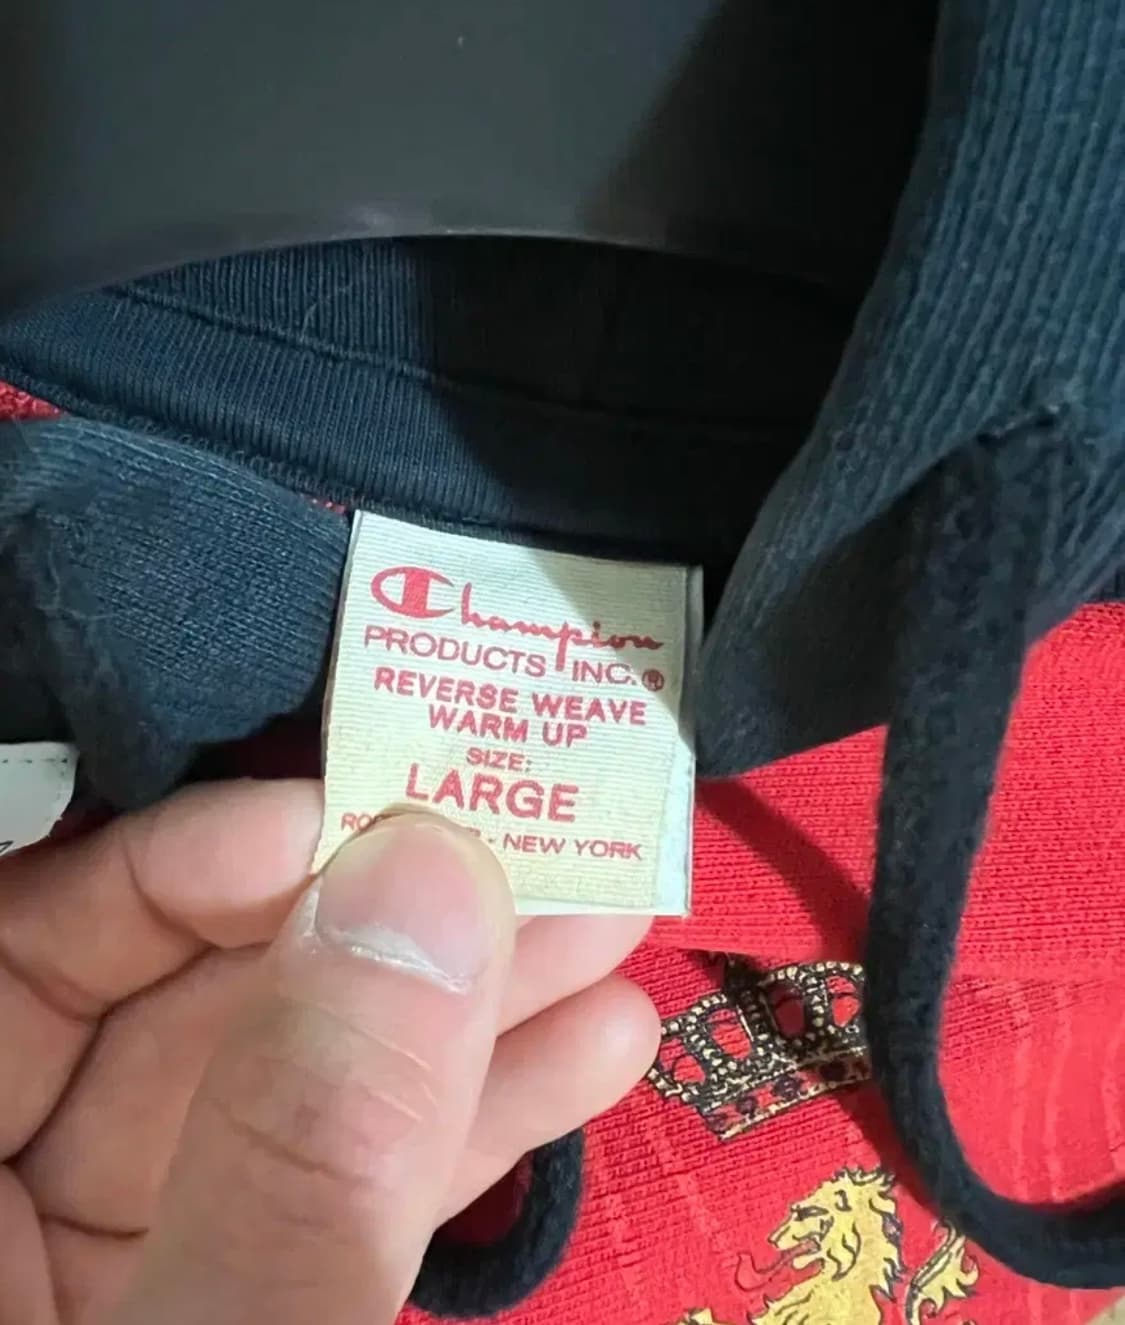 Champion
PRODUCTS INC.®
REVERSE WEAVE
WARM UP
SIZE:
LARGE
- NEW YORK